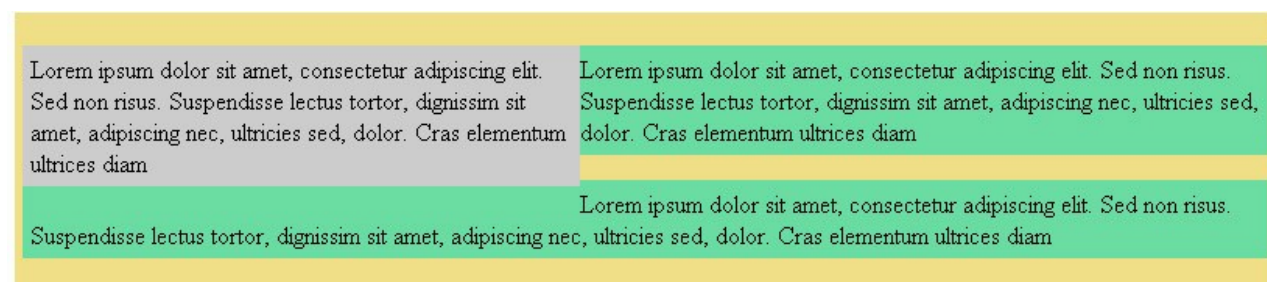 Lorem ipsum dolor sit amet, consectetur adipiscing elit.
Sed non risus. Suspendisse lectus tortor, dignissim sit
amet, adipiscing nec, ultricies sed, dolor. Cras elementum
ultrices diam
Lorem ipsum dolor sit amet, consectetur adipiscing elit. Sed non risus.
Suspendisse lectus tortor, dignissim sit amet, adipiscing nec, ultricies sed,
dolor. Cras elementum ultrices diam
Lorem ipsum dolor sit amet, consectetur adipiscing elit. Sed non risus.
Suspendisse lectus tortor, dignissim sit amet, adipiscing nec, ultricies sed, dolor. Cras elementum ultrices diam